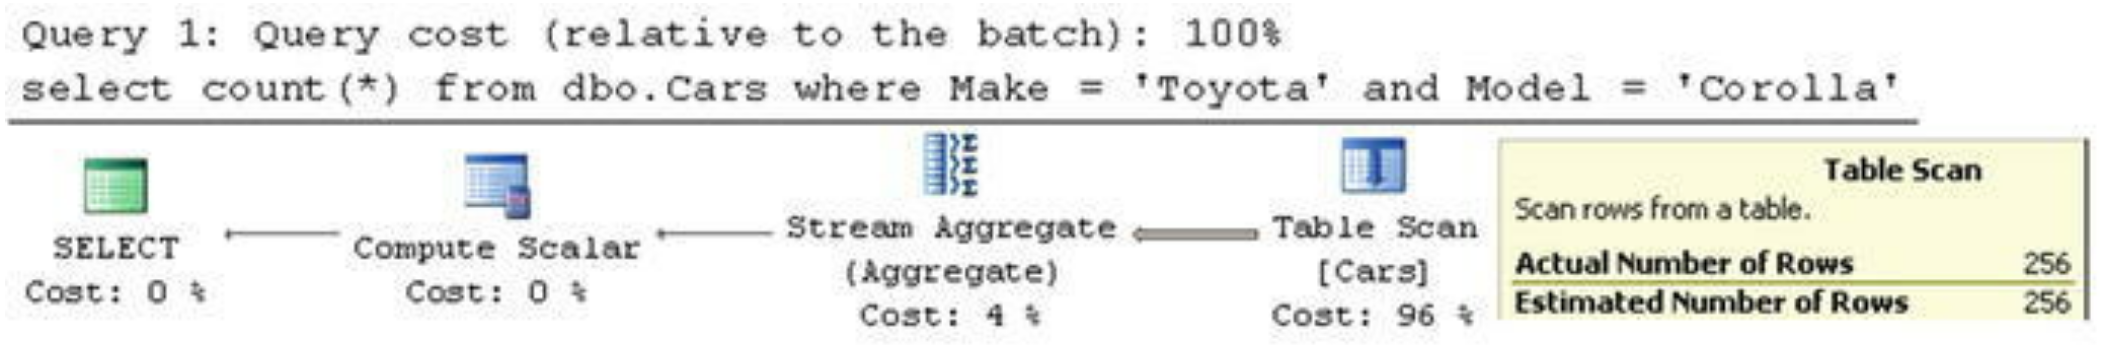 Query 1: Query cost (relative to the batch): 100%
select count(*) from dbo.Cars where Make = 'Toyota' and Model = 'Corolla'
SELECT
Cost: 0 %
Compute Scalar
Cost: 0 %
Stream Aggregate
(Aggregate)
Cost: 4 %
Table Scan
[Cars]
Cost: 96 %
Table Scan
Scan rows from a table.
Actual Number of Rows 256
Estimated Number of Rows 256